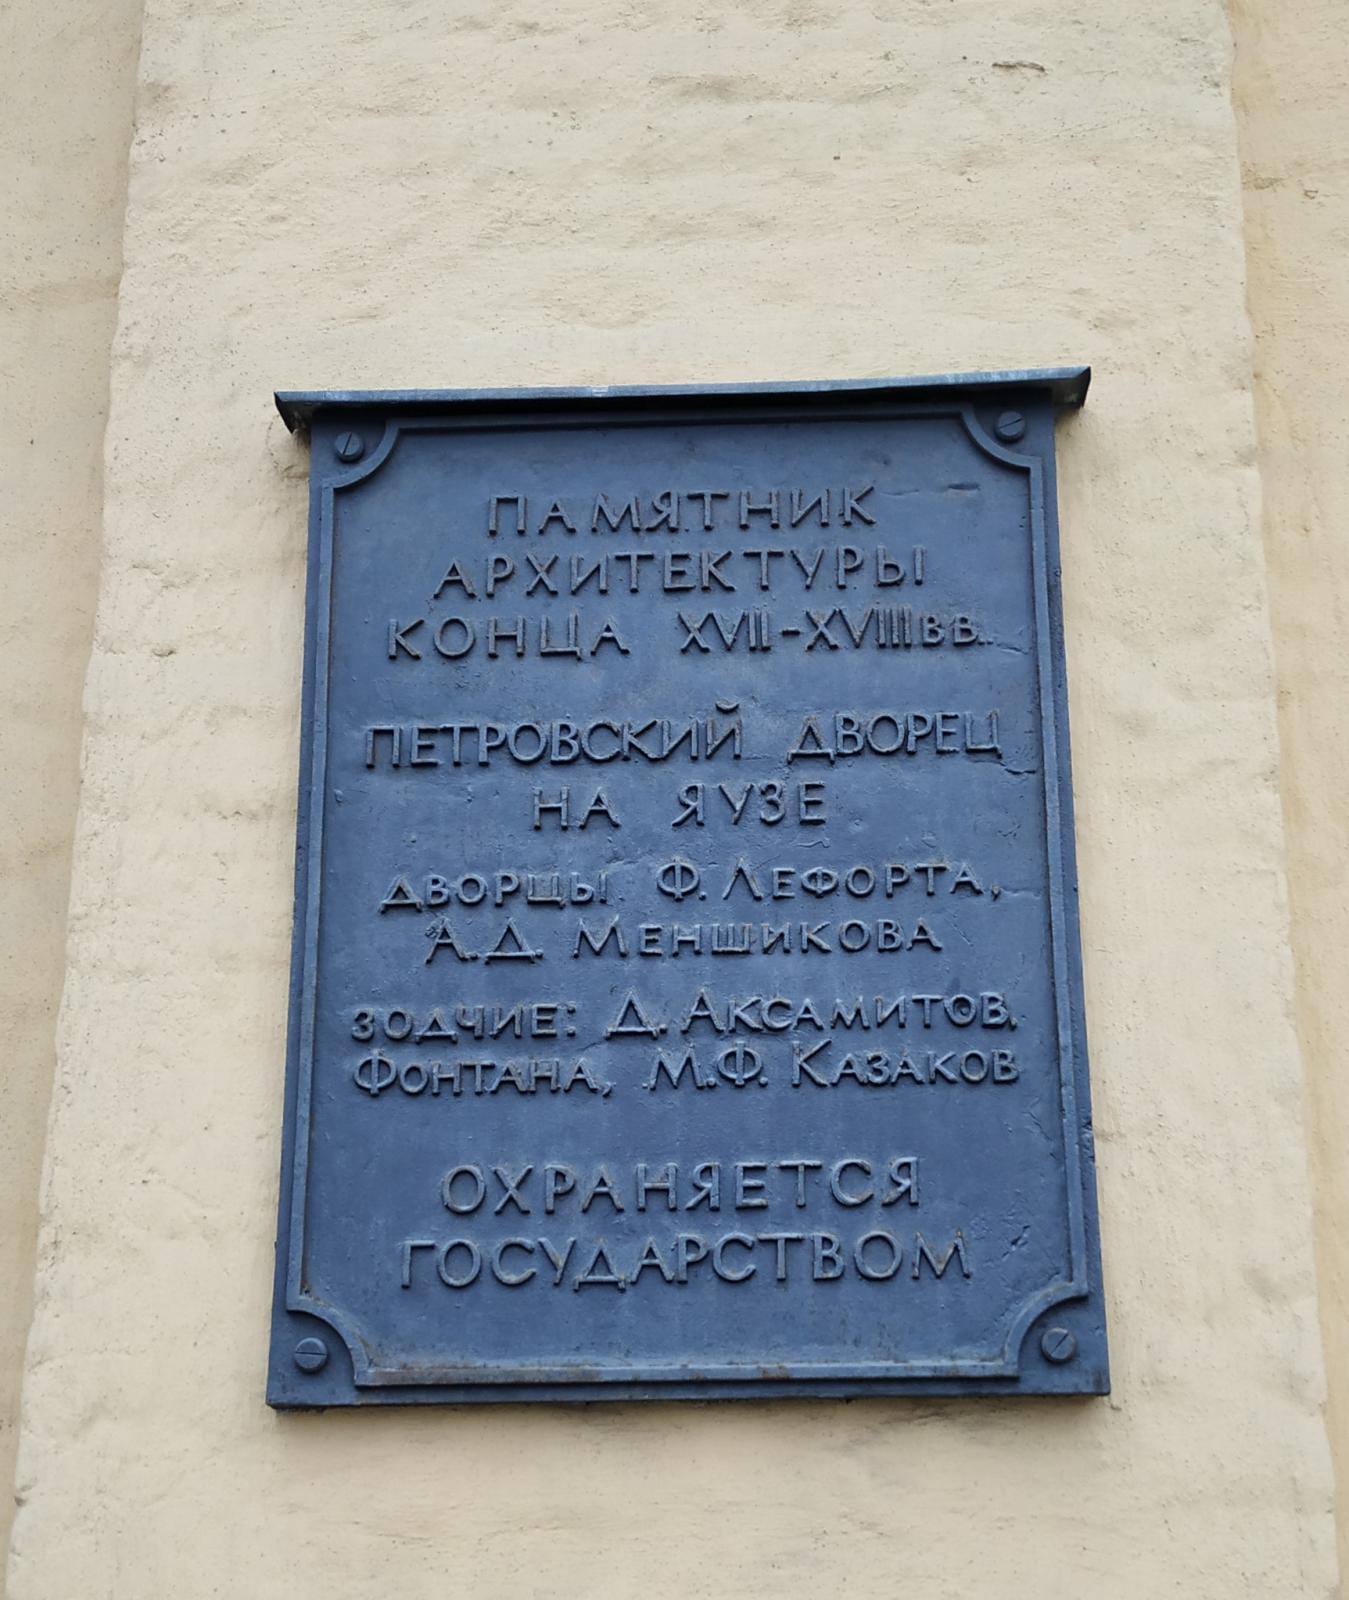 ПАМЯТНИК
АРХИТЕКТУРЫ
КОНЦА XVII-XVIII ВВ.
ПЕТРОВСКИЙ ДВОРЕЦ
НА ЯУЗЕ
ДВОРЦЫ Ф. ЛЕФОРТА,
А.Д. МЕНШИКОВА
ЗОДЧИЕ: Д. АКСАМИТОВ,
ФОНТАНА, М.Ф. КАЗАКОВ
ОХРАНЯЕТСЯ
ГОСУДАРСТВОМ